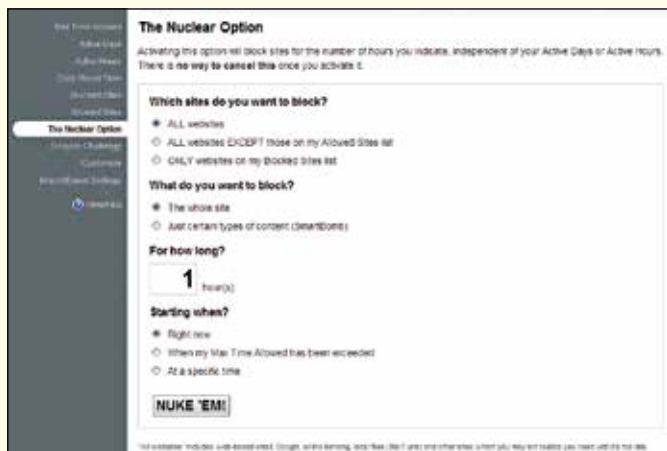 Active Days
The Nuclear Option
Customize
The Nuclear Option
Activating this option will block sites for the number of hours you indicate, independent of your Active Days or Active Hours.
There is no way to cancel this once you activate it.
Which sites do you want to block?
ALL websites
ALL websites EXCEPT those on my Allowed Sites list
ONLY websites on my Blocked Sites list
What do you want to block?
The whole site
Just certain types of content (SmartBomb)
For how long?
1 hour(s)
Starting when?
Right now
When my Max Time Allowed has been exceeded
At a specific time
NUKE 'EM!